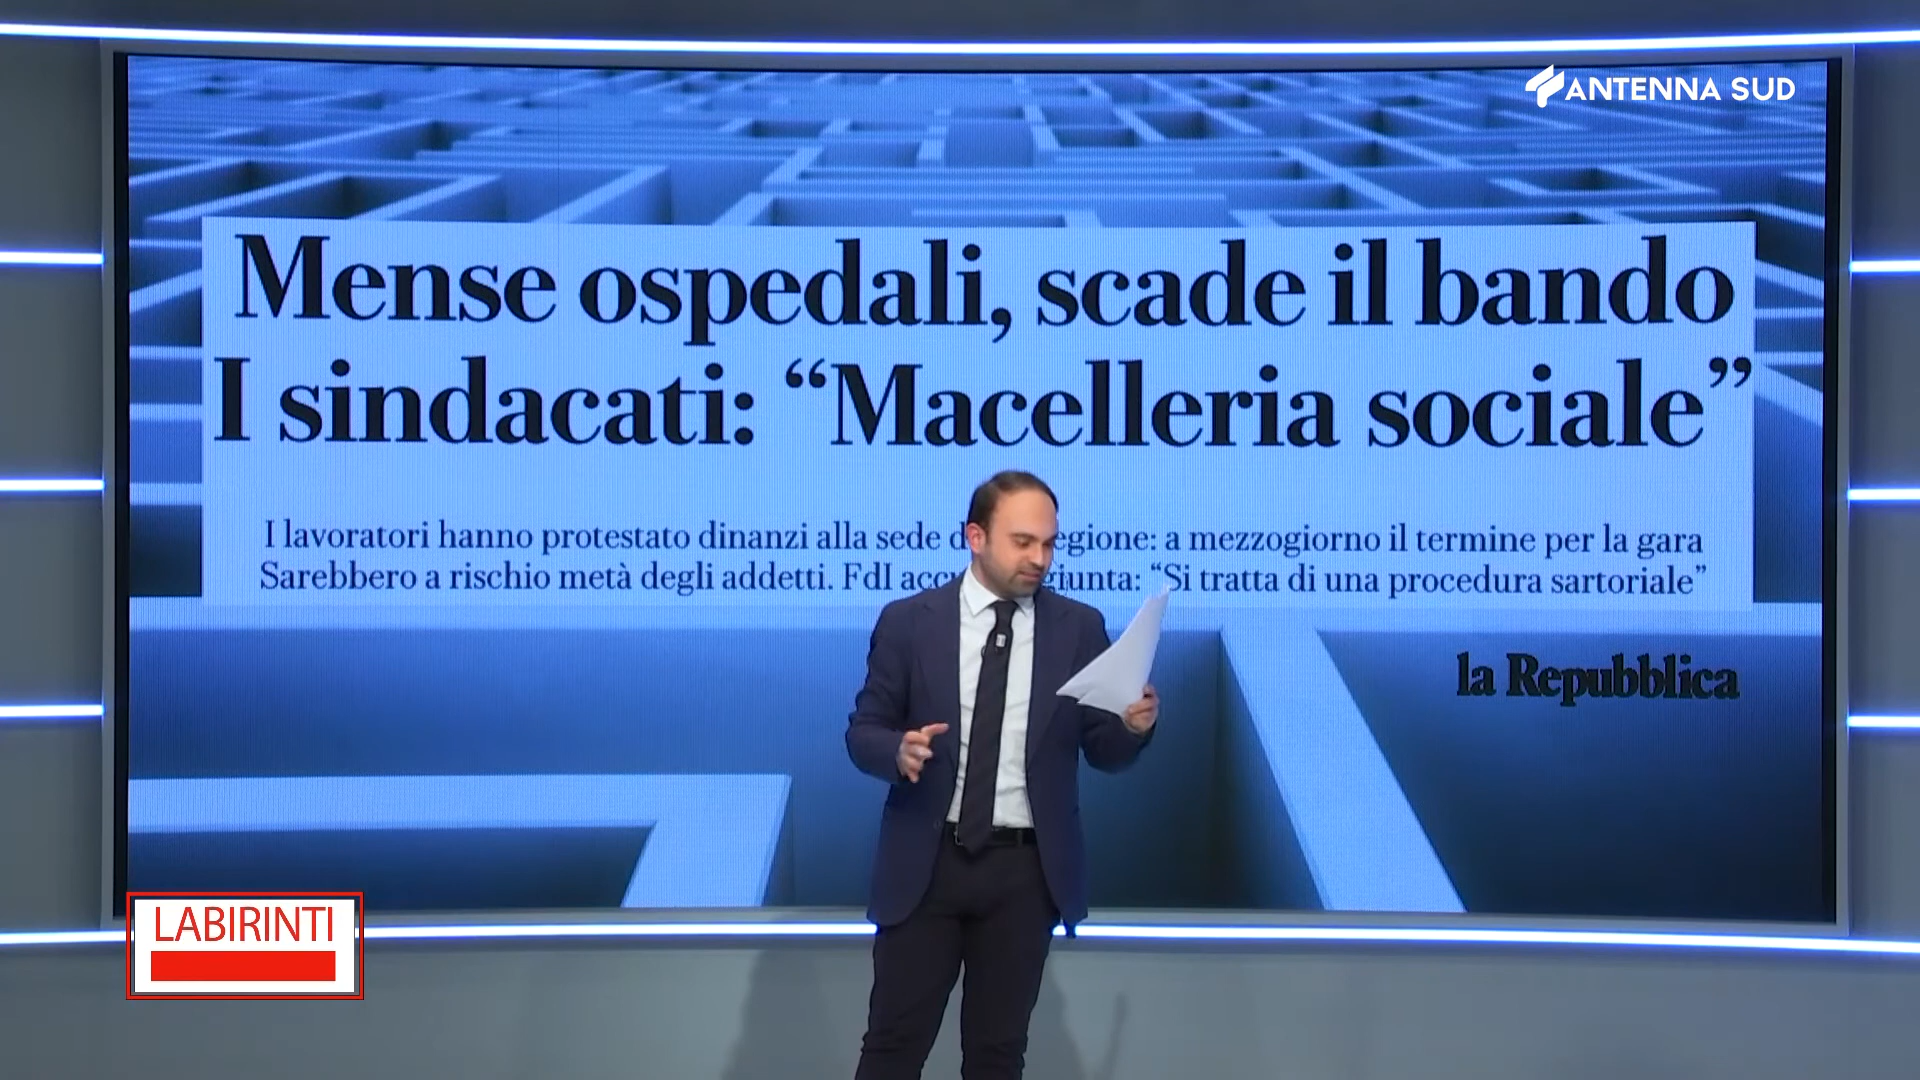 ANTENNA SUD
Mense ospedali, scade il bando
I sindacati: “Macelleria sociale”
I lavoratori hanno protestato dinanzi alla sede egione: a mezzogiorno il termine per la gara
Sarebbero a rischio metà degli addetti. FdI giunta: “Si tratta di una procedura sartoriale”
la Repubblica
LABIRINTI